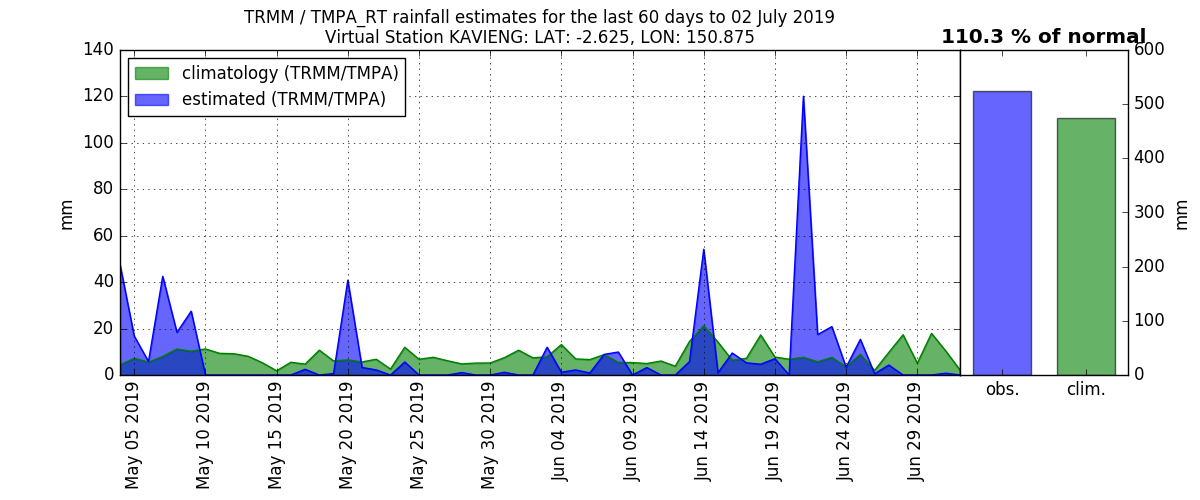 TRMM / TMPA_RT rainfall estimates for the last 60 days to 02 July 2019
Virtual Station KAVIENG: LAT: -2.625, LON: 150.875
110.3 % of normal
climatology (TRMM/TMPA)
estimated (TRMM/TMPA)
140
120
100
80
60
40
20
0
mm
May 05 2019
May 10 2019
May 15 2019
May 20 2019
May 25 2019
May 30 2019
Jun 04 2019
Jun 09 2019
Jun 14 2019
Jun 19 2019
Jun 24 2019
Jun 29 2019
obs.
clim.
600
500
400
300
200
100
0
mm